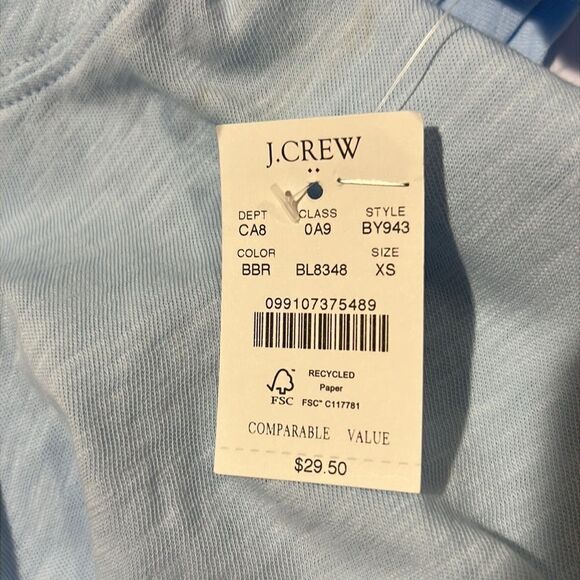 J.CREW
DEPT CLASS STYLE
CA8 0A9 BY943
COLOR SIZE
BBR BL8348 XS
099107375489
RECYCLED
Paper
FSC FSC™ C117781
COMPARABLE VALUE
$29.50